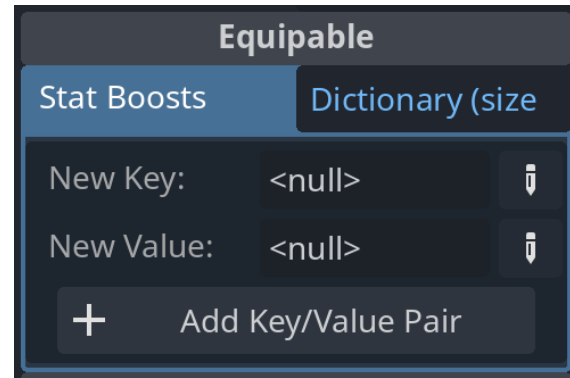 Equipable
Stat Boosts Dictionary (size
New Key: <null>
New Value: <null>
+ Add Key/Value Pair